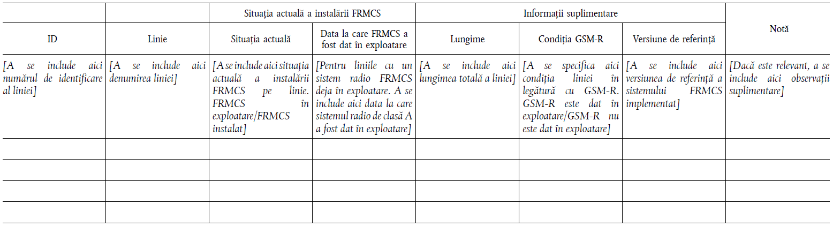 Situația actuală a instalării FRMCS
Informații suplimentare
Notă
ID
Linie
Situația actuală
Data la care FRMCS a
fost dat în exploatare
Lungime
Condiția GSM-R
Versiune de referință
[A se include aici
numărul de identificare
al liniei]
[A se include aici
denumirea liniei]
[A se include aici situația
actuală a instalării
FRMCS pe linie.
FRMCS în
exploatare/FRMCS
instalat]
[Pentru liniile cu un
sistem radio FRMCS
deja în exploatare. A se
include aici data la care
sistemul radio de clasă A
a fost dat în exploatare]
[A se include aici
lungimea totală a liniei]
[A se specifica aici
condiția liniei în
legătură cu GSM-R.
GSM-R este dat în
exploatare/GSM-R nu
este dat în exploatare]
[A se include aici
versiunea de referință a
sistemului FRMCS
implementat]
[Dacă este relevant, a se
include aici observații
suplimentare]